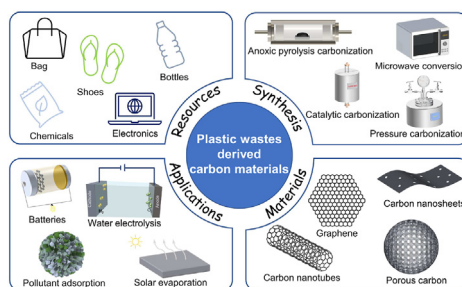 Bag
Shoes
Bottles
Chemicals
Electronics
Resources
Anoxic pyrolysis carbonization
Microwave conversion
Catalytic carbonization
Pressure carbonization
Synthesis
Plastic wastes
derived
carbon materials
Applications
Batteries
Water electrolysis
Pollutant adsorption
Solar evaporation
Materials
Graphene
Carbon nanosheets
Carbon nanotubes
Porous carbon